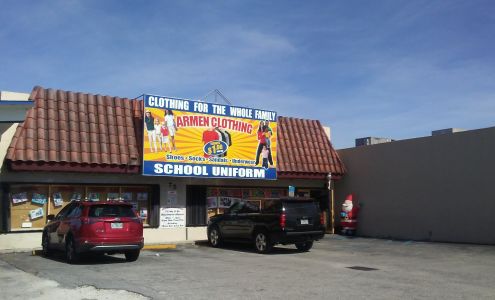 CLOTHING FOR THE WHOLE FAMILY
ARMEN CLOTHING
Shoes • Socks • Sandals • Underwear
SCHOOL UNIFORM